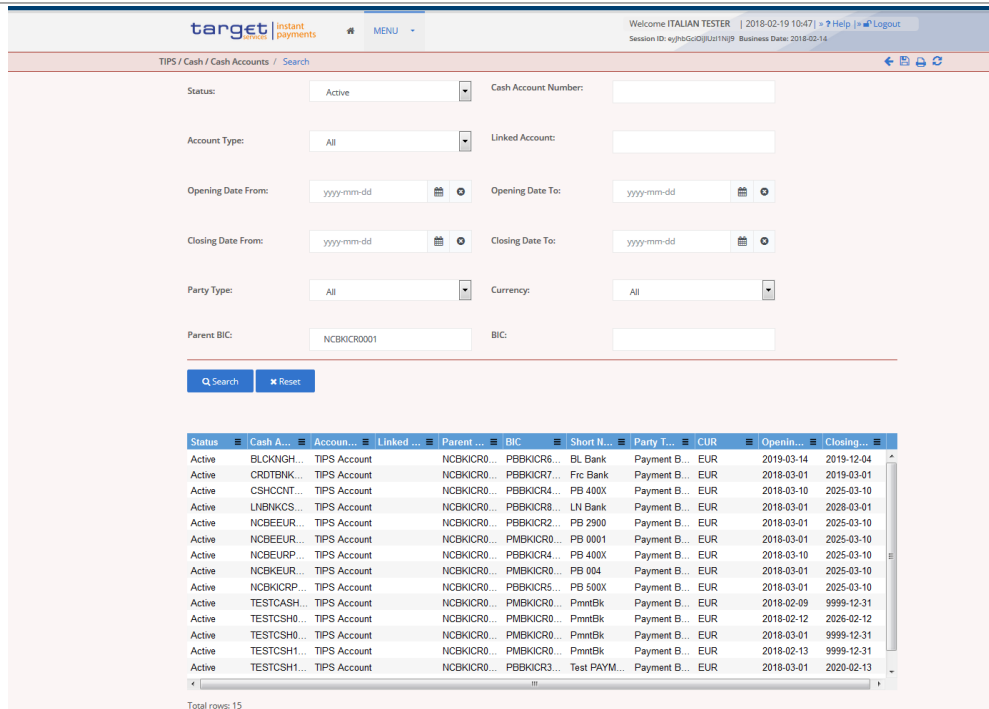 target services instant payments MENU Welcome ITALIAN TESTER | 2018-02-19 10:47| » ? Help |» Logout
Session ID: Business Date: 2018-02-14
TIPS / Cash / Cash Accounts / Search
Status: Active Cash Account Number:
Account Type: All Linked Account:
Opening Date From: yyyy-mm-dd Opening Date To: yyyy-mm-dd
Closing Date From: yyyy-mm-dd Closing Date To: yyyy-mm-dd
Party Type: All Currency: All
Parent BIC: NCBKICR0001 BIC:
Search Reset
Status Cash A... Accoun... Linked ... Parent ... BIC Short N... Party T... CUR Openin... Closing...
Active BLCKNGH... TIPS Account NCBKICR0... PBBKICR6... BL Bank Payment B... EUR 2019-03-14 2019-12-04
Active CRDTBNK... TIPS Account NCBKICR0... PBBKICR7... Frc Bank Payment B... EUR 2018-03-01 2019-03-01
Active CSHCCNT... TIPS Account NCBKICR0... PBBKICR4... PB 400X Payment B... EUR 2018-03-10 2025-03-10
Active LNBNKCS... TIPS Account NCBKICR0... PBBKICR8... LN Bank Payment B... EUR 2018-03-01 2028-03-01
Active NCBEEUR... TIPS Account NCBKICR0... PBBKICR2... PB 2900 Payment B... EUR 2018-03-01 2025-03-10
Active NCBEEUR... TIPS Account NCBKICR0... PMBKICR0... PB 0001 Payment B... EUR 2018-03-01 2025-03-10
Active NCBEURP... TIPS Account NCBKICR0... PBBKICR4... PB 400X Payment B... EUR 2018-03-10 2025-03-10
Active NCBKEUR... TIPS Account NCBKICR0... PMBKICR0... PB 004 Payment B... EUR 2018-03-01 2025-03-10
Active NCBKICRP... TIPS Account NCBKICR0... PBBKICR5... PB 500X Payment B... EUR 2018-03-01 2025-03-10
Active TESTCASH... TIPS Account NCBKICR0... PMBKICR0... PmntBk Payment B... EUR 2018-02-09 9999-12-31
Active TESTCSH0... TIPS Account NCBKICR0... PMBKICR0... PmntBk Payment B... EUR 2018-02-12 2026-02-12
Active TESTCSH0... TIPS Account NCBKICR0... PMBKICR0... PmntBk Payment B... EUR 2018-03-01 9999-12-31
Active TESTCSH1... TIPS Account NCBKICR0... PMBKICR0... PmntBk Payment B... EUR 2018-02-13 9999-12-31
Active TESTCSH1... TIPS Account NCBKICR0... PBBKICR3... Test PAYM... Payment B... EUR 2018-03-01 2020-02-13
Total rows: 15